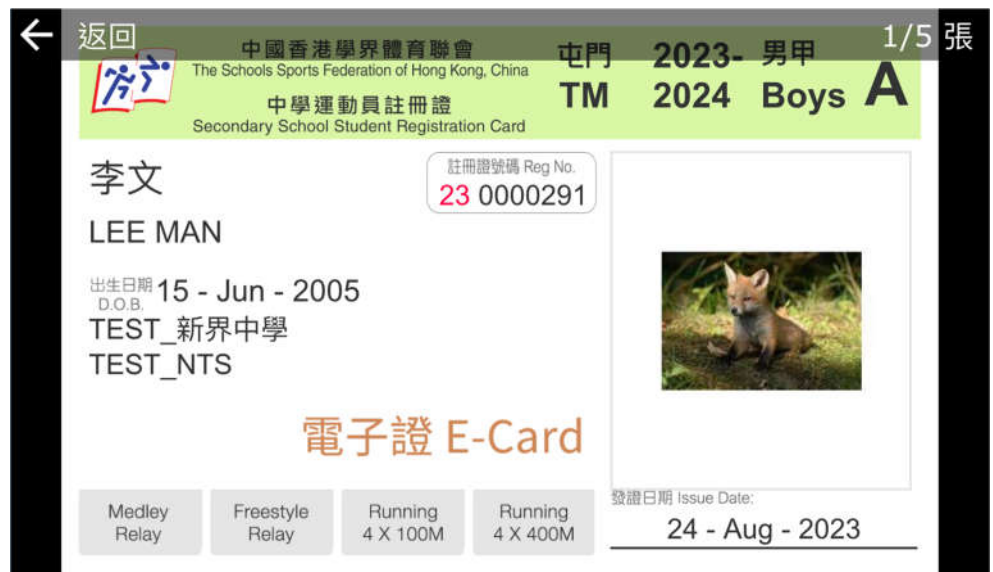 返回
1/5 張
中國香港學界體育聯會
The Schools Sports Federation of Hong Kong, China
中學運動員註冊證
Secondary School Student Registration Card
屯門
TM
2023-
2024
男甲
Boys
A
李文
LEE MAN
註冊證號碼 Reg No.
23 0000291
出生日期
D.O.B.
15 - Jun - 2005
TEST_新界中學
TEST_NTS
電子證 E-Card
Medley
Relay
Freestyle
Relay
Running
4 X 100M
Running
4 X 400M
發證日期 Issue Date:
24 - Aug - 2023